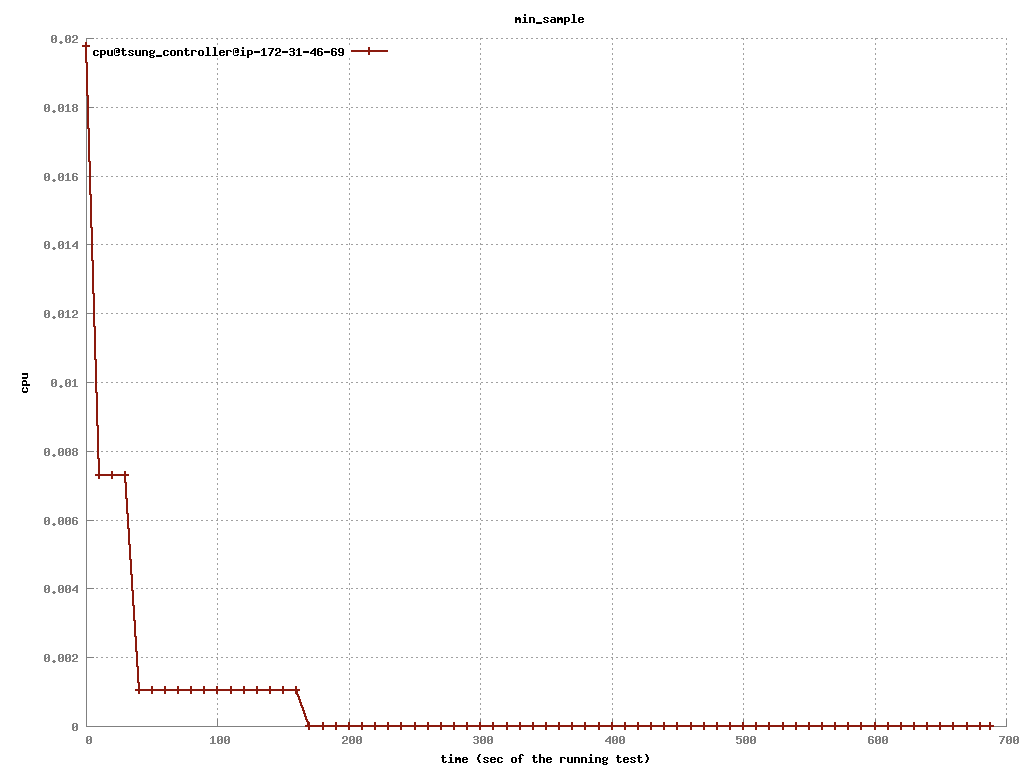 min_sample
0.02
cpu@tsung_controller@ip-172-31-46-69
0.018
0.016
0.014
0.012
0.01
cpu
0.008
0.006
0.004
0.002
0
0 100 200 300 400 500 600 700
time (sec of the running test)